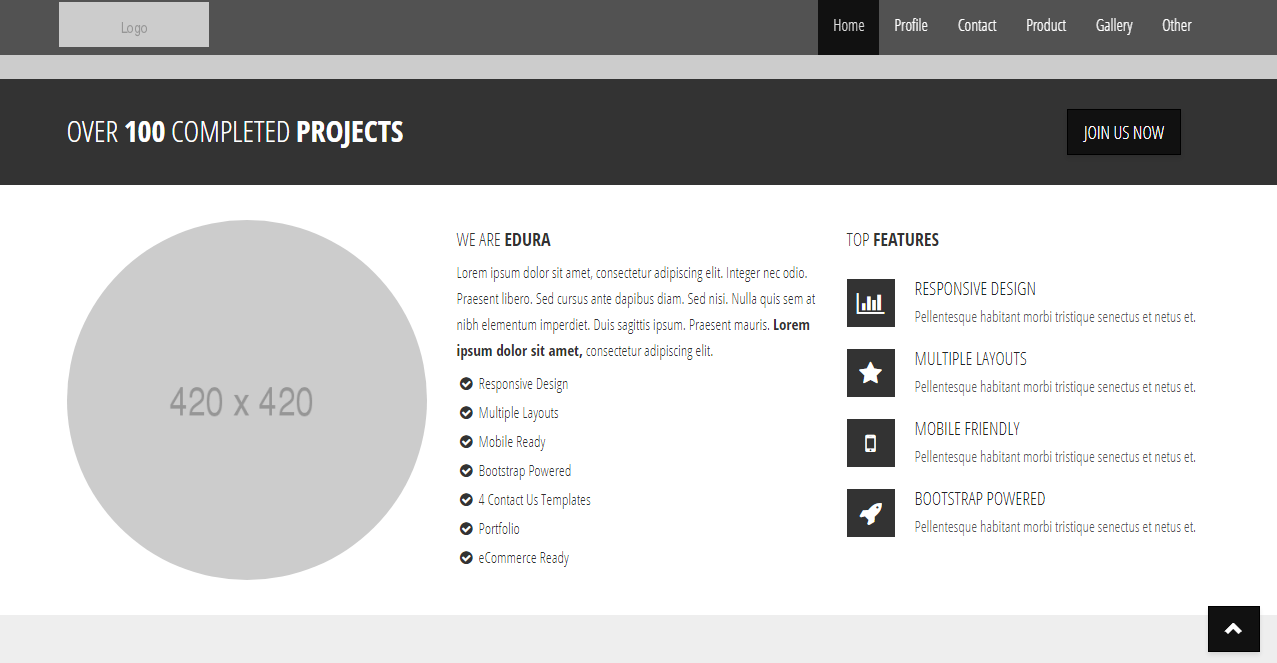 Logo
Home Profile Contact Product Gallery Other
OVER 100 COMPLETED PROJECTS
JOIN US NOW
420 x 420
WE ARE EDURA
Lorem ipsum dolor sit amet, consectetur adipiscing elit. Integer nec odio.
Praesent libero. Sed cursus ante dapibus diam. Sed nisi. Nulla quis sem at
nibh elementum imperdiet. Duis sagittis ipsum. Praesent mauris. Lorem
ipsum dolor sit amet, consectetur adipiscing elit.
Responsive Design
Multiple Layouts
Mobile Ready
Bootstrap Powered
4 Contact Us Templates
Portfolio
eCommerce Ready
TOP FEATURES
RESPONSIVE DESIGN
Pellentesque habitant morbi tristique senectus et netus et.
MULTIPLE LAYOUTS
Pellentesque habitant morbi tristique senectus et netus et.
MOBILE FRIENDLY
Pellentesque habitant morbi tristique senectus et netus et.
BOOTSTRAP POWERED
Pellentesque habitant morbi tristique senectus et netus et.